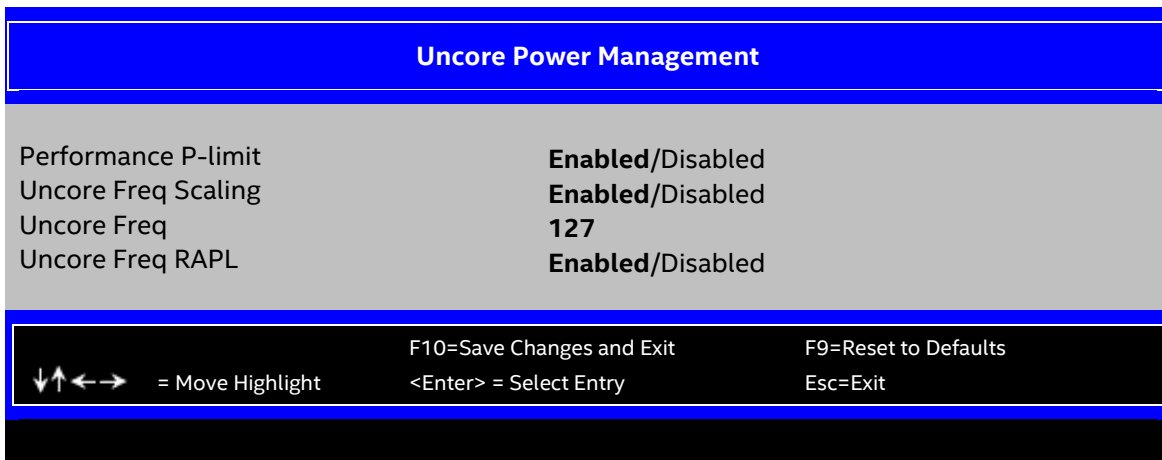 Uncore Power Management
Performance P-limit Enabled/Disabled
Uncore Freq Scaling Enabled/Disabled
Uncore Freq 127
Uncore Freq RAPL Enabled/Disabled
F10=Save Changes and Exit F9=Reset to Defaults
↓↑←→ = Move Highlight <Enter> = Select Entry Esc=Exit